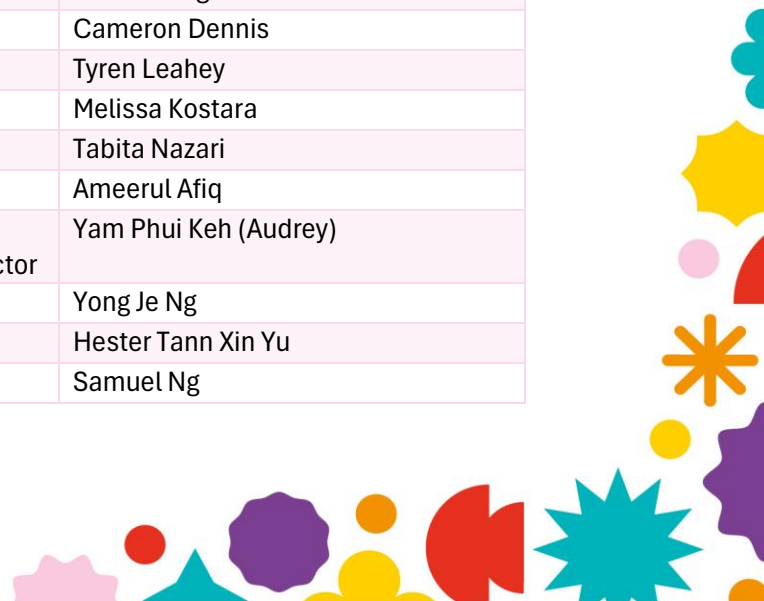 Cameron Dennis
Tyren Leahey
Melissa Kostara
Tabita Nazari
Ameerul Afiq
Yam Phui Keh (Audrey)
ctor
Yong Je Ng
Hester Tann Xin Yu
Samuel Ng